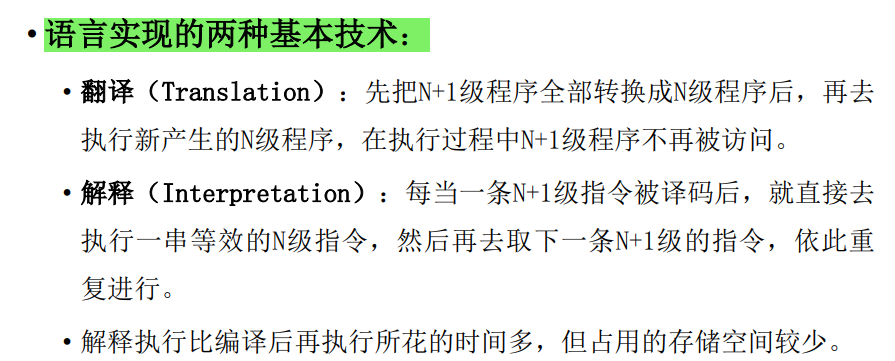 • 语言实现的两种基本技术：
• 翻译（Translation）：先把N+1级程序全部转换成N级程序后，再去
执行新产生的N级程序，在执行过程中N+1级程序不再被访问。
• 解释（Interpretation）：每当一条N+1级指令被译码后，就直接去
执行一串等效的N级指令，然后再去取下一条N+1级的指令，依此重
复进行。
• 解释执行比编译后再执行所花的时间多，但占用的存储空间较少。